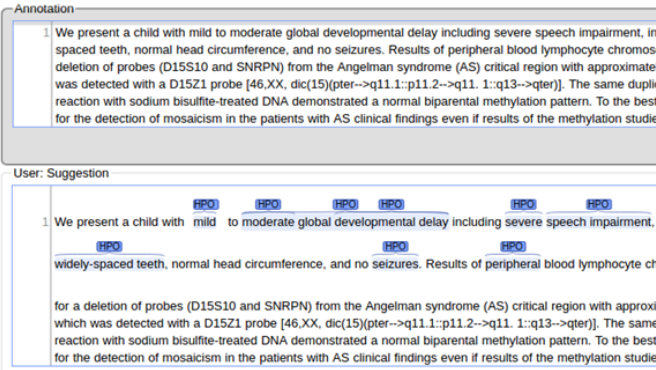 Annotation
1 We present a child with mild to moderate global developmental delay including severe speech impairment, in
spaced teeth, normal head circumference, and no seizures. Results of peripheral blood lymphocyte chromos
deletion of probes (D15S10 and SNRPN) from the Angelman syndrome (AS) critical region with approximate
was detected with a D15Z1 probe [46,XX, dic(15)(pter-->q11.1::p11.2-->q11. 1::q13-->qter)]. The same dupli
reaction with sodium bisulfite-treated DNA demonstrated a normal biparental methylation pattern. To the best
for the detection of mosaicism in the patients with AS clinical findings even if results of the methylation studie
User: Suggestion
HPO HPO HPO HPO HPO HPO
1 We present a child with mild to moderate global developmental delay including severe speech impairment,
HPO HPO HPO
widely-spaced teeth, normal head circumference, and no seizures. Results of peripheral blood lymphocyte ch
for a deletion of probes (D15S10 and SNRPN) from the Angelman syndrome (AS) critical region with approxi
which was detected with a D15Z1 probe [46,XX, dic(15)(pter-->q11.1::p11.2-->q11. 1::q13-->qter)]. The same
reaction with sodium bisulfite-treated DNA demonstrated a normal biparental methylation pattern. To the best
for the detection of mosaicism in the patients with AS clinical findings even if results of the methylation studie